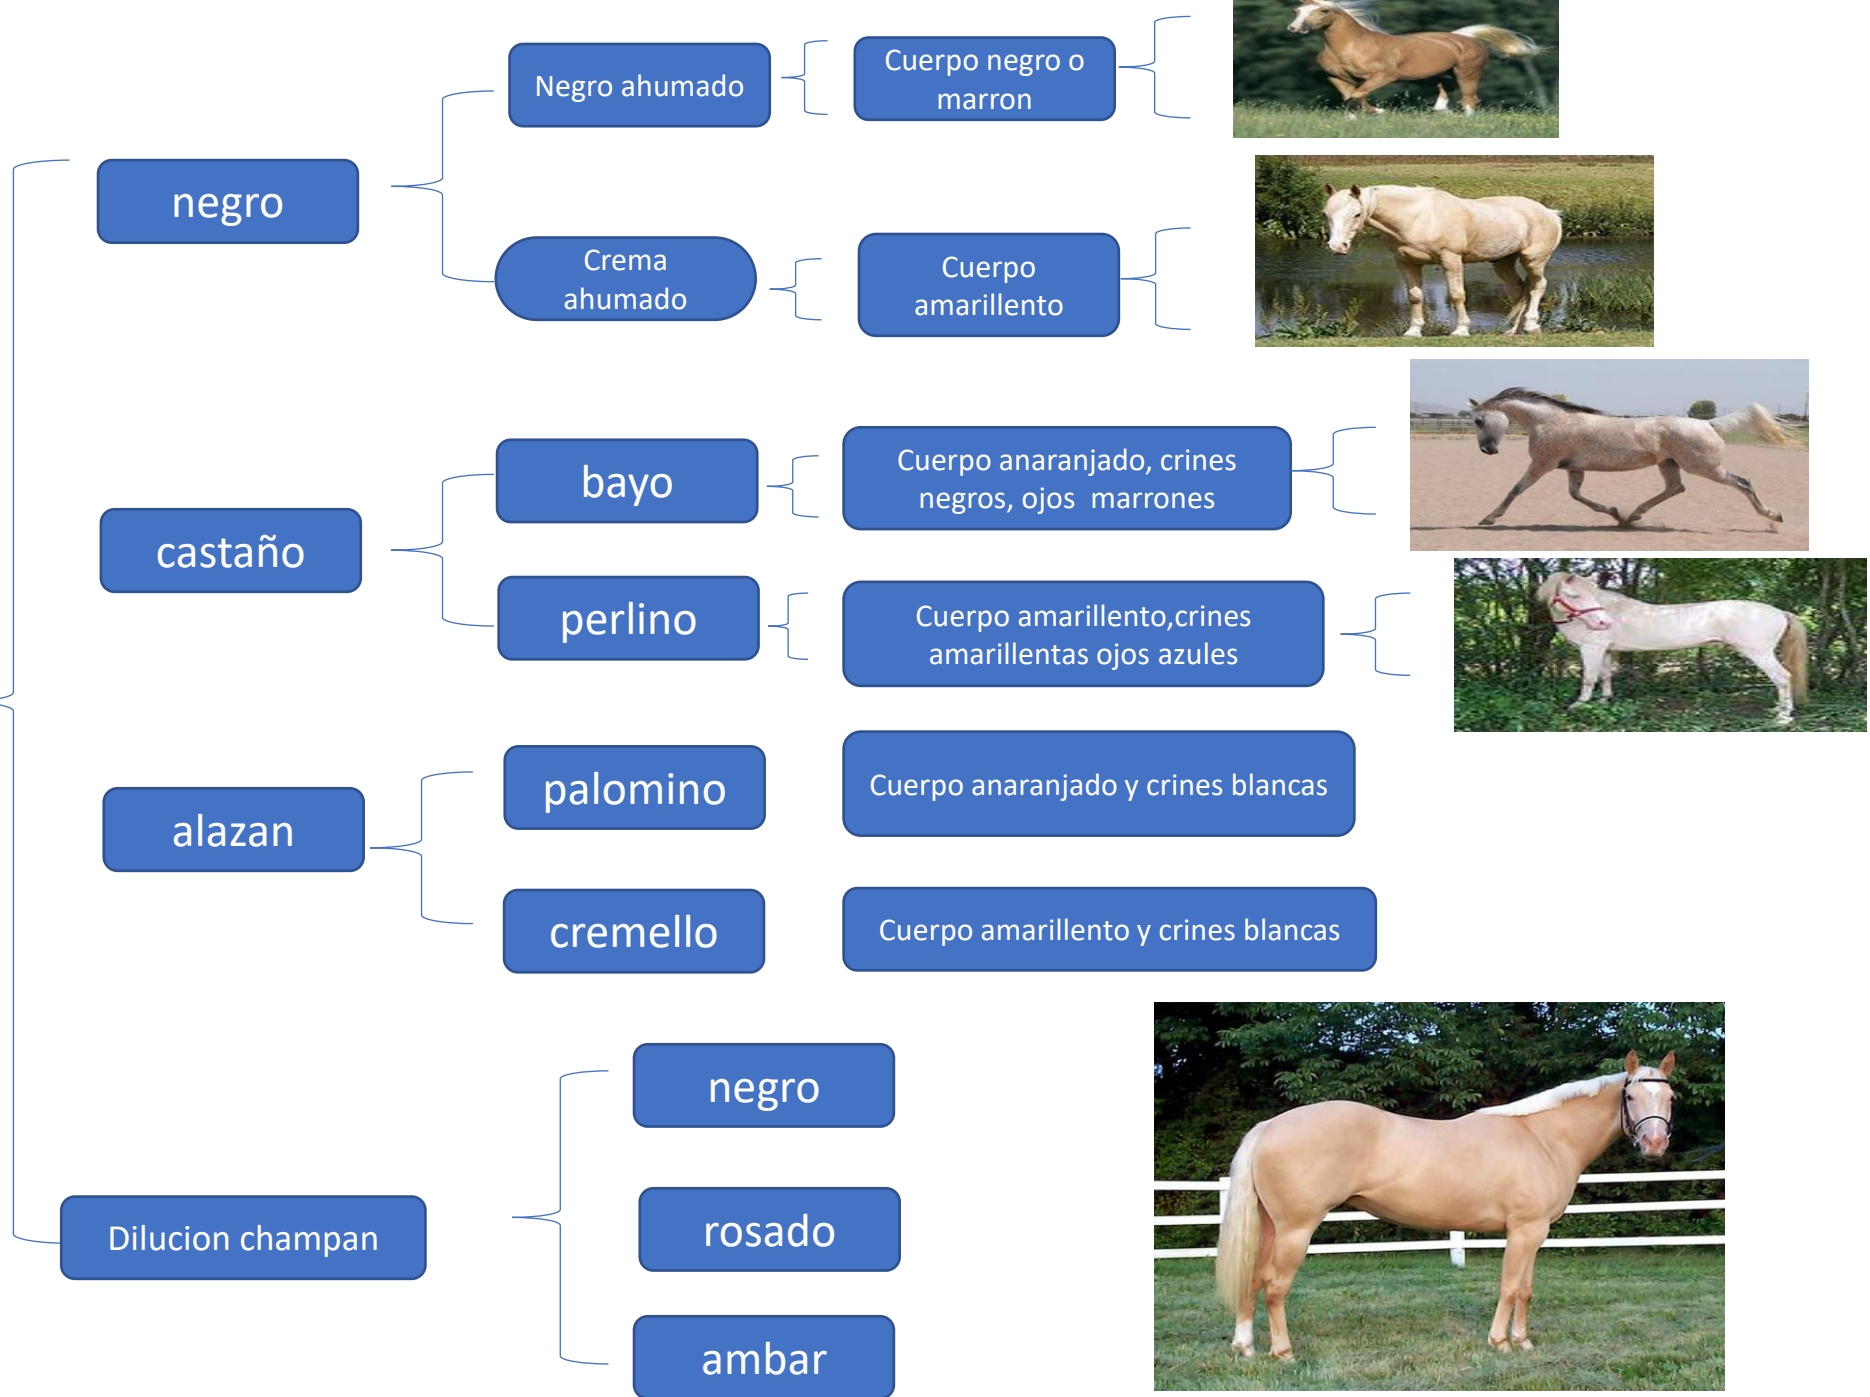 Negro ahumado
Cuerpo negro o
marron
negro
Crema
ahumado
Cuerpo
amarillento
castaño
bayo
Cuerpo anaranjado, crines
negros, ojos  marrones
perlino
Cuerpo amarillento,crines
amarillentas ojos azules
alazan
palomino
Cuerpo anaranjado y crines blancas
cremello
Cuerpo amarillento y crines blancas
Dilucion champan
negro
rosado
ambar